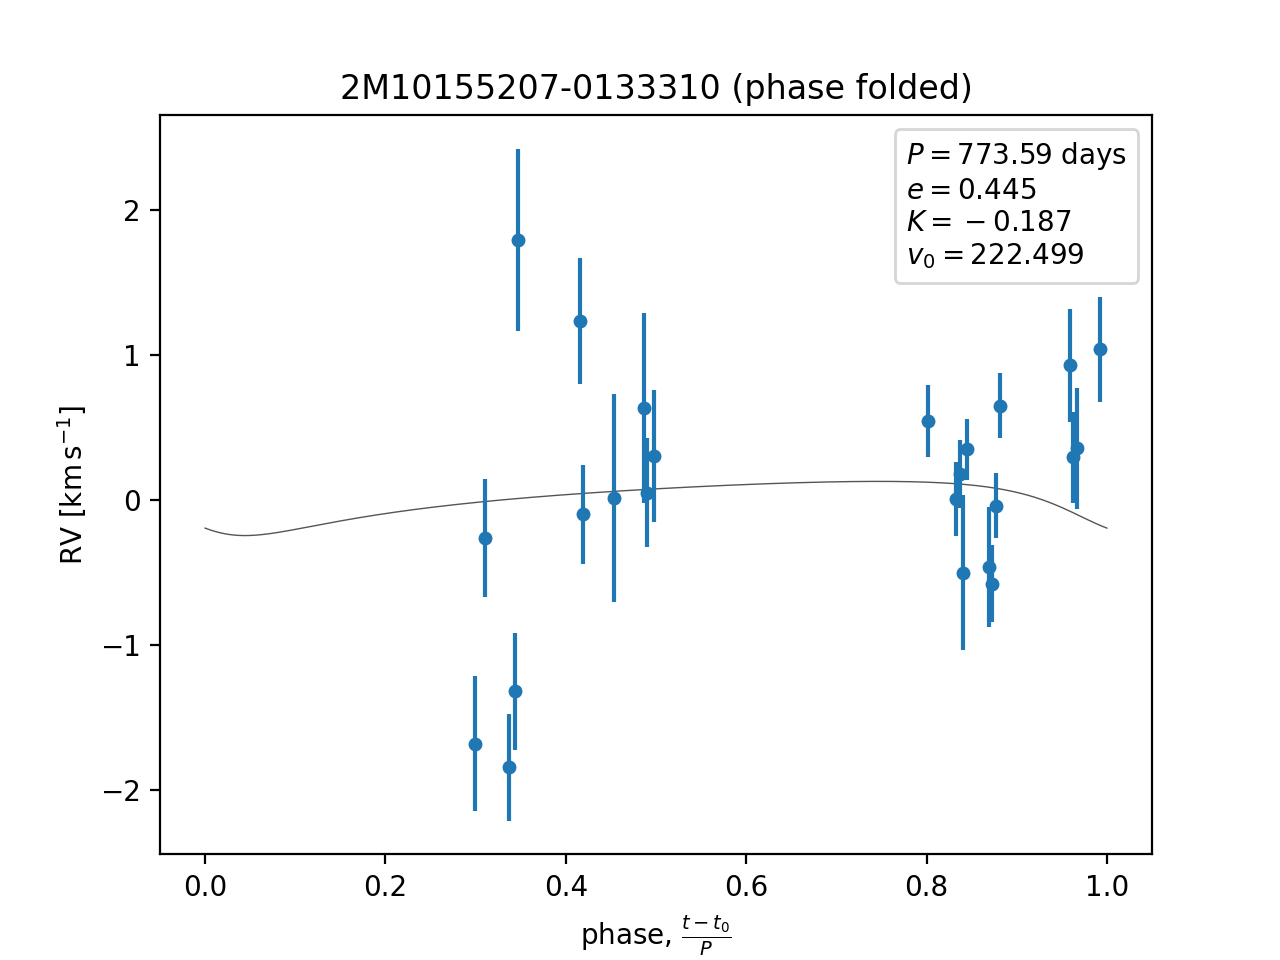 2M10155207-0133310 (phase folded)
P = 773.59 days
e = 0.445
K = −0.187
v₀ = 222.499
RV [km s⁻¹]
2
1
0
−1
−2
0.0 0.2 0.4 0.6 0.8 1.0
phase, (t − t₀)/P